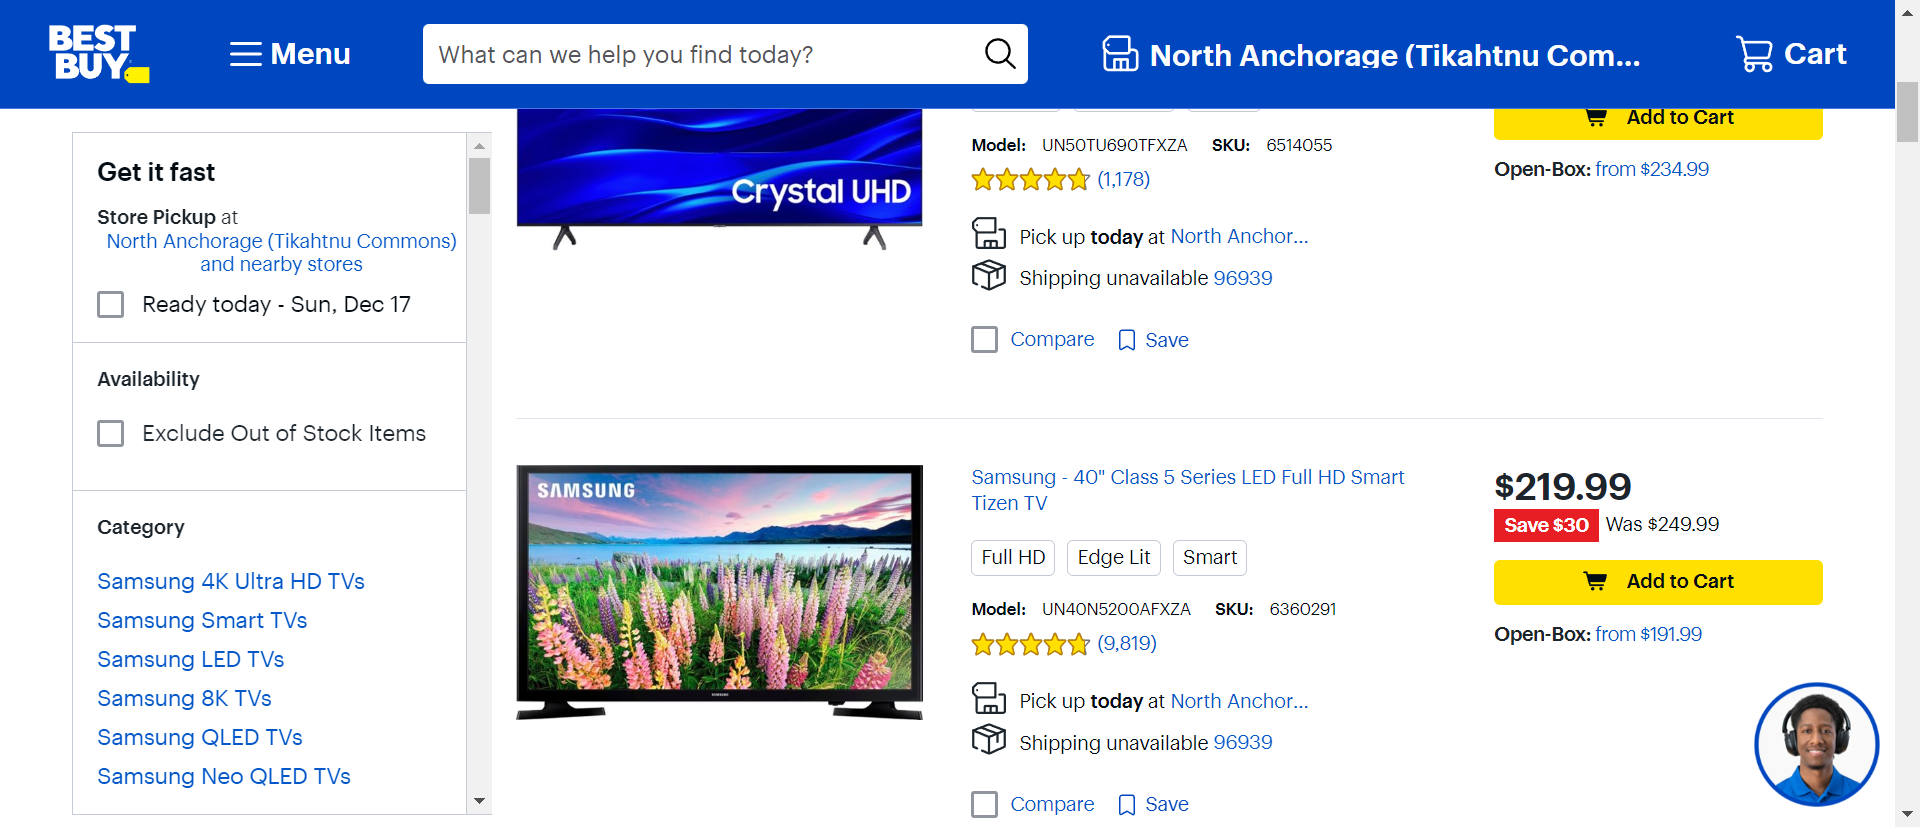 BEST BUY
Menu
What can we help you find today?
North Anchorage (Tikahtnu Com...
Cart
Get it fast
Store Pickup at
North Anchorage (Tikahtnu Commons)
and nearby stores
Ready today - Sun, Dec 17
Availability
Exclude Out of Stock Items
Category
Samsung 4K Ultra HD TVs
Samsung Smart TVs
Samsung LED TVs
Samsung 8K TVs
Samsung QLED TVs
Samsung Neo QLED TVs
Crystal UHD
Model: UN50TU690TFXZA SKU: 6514055
(1,178)
Pick up today at North Anchor...
Shipping unavailable 96939
Compare Save
Add to Cart
Open-Box: from $234.99
SAMSUNG
Samsung - 40" Class 5 Series LED Full HD Smart
Tizen TV
Full HD Edge Lit Smart
Model: UN40N5200AFXZA SKU: 6360291
(9,819)
Pick up today at North Anchor...
Shipping unavailable 96939
Compare Save
$219.99
Save $30 Was $249.99
Add to Cart
Open-Box: from $191.99